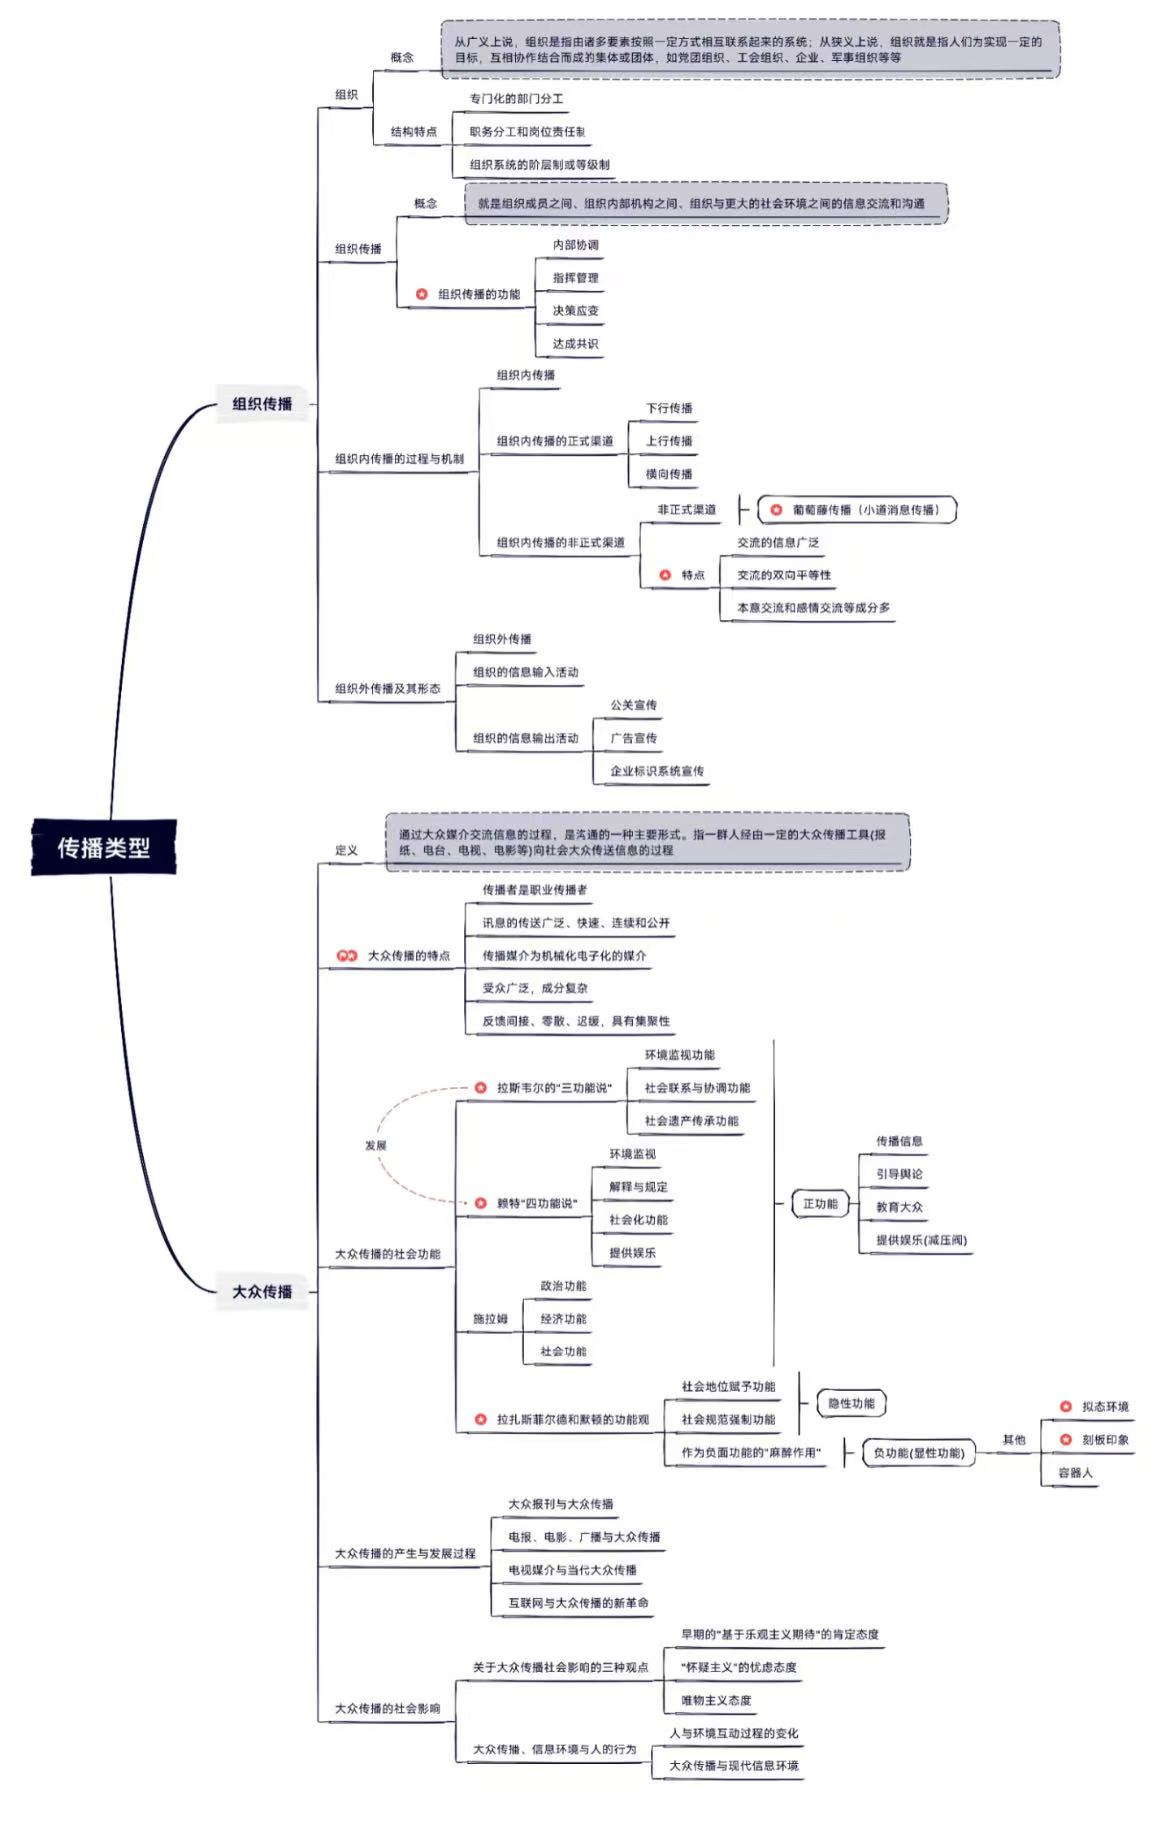 传播类型
组织传播
组织
概念
从广义上说，组织是指由诸多要素按照一定方式相互联系起来的系统；从狭义上说，组织就是指人们为实现一定的
目标，互相协作结合而成的集体或团体，如党团组织、工会组织、企业、军事组织等等
结构特点
专门化的部门分工
职务分工和岗位责任制
组织系统的阶层制或等级制
组织传播
概念
就是组织成员之间、组织内部机构之间、组织与更大的社会环境之间的信息交流和沟通
组织传播的功能
内部协调
指挥管理
决策应变
达成共识
组织内传播的过程与机制
组织内传播
组织内传播的正式渠道
下行传播
上行传播
横向传播
组织内传播的非正式渠道
非正式渠道
葡萄藤传播（小道消息传播）
特点
交流的信息广泛
交流的双向平等性
本意交流和感情交流等成分多
组织外传播及其形态
组织外传播
组织的信息输入活动
组织的信息输出活动
公关宣传
广告宣传
企业标识系统宣传
大众传播
定义
通过大众媒介交流信息的过程，是沟通的一种主要形式。指一群人经由一定的大众传播工具(报
纸、电台、电视、电影等)向社会大众传送信息的过程
大众传播的特点
传播者是职业传播者
讯息的传送广泛、快速、连续和公开
传播媒介为机械化电子化的媒介
受众广泛，成分复杂
反馈间接、零散、迟缓，具有集聚性
大众传播的社会功能
拉斯韦尔的"三功能说"
环境监视功能
社会联系与协调功能
社会遗产传承功能
发展
赖特"四功能说"
环境监视
解释与规定
社会化功能
提供娱乐
施拉姆
政治功能
经济功能
社会功能
正功能
传播信息
引导舆论
教育大众
提供娱乐(减压阀)
拉扎斯菲尔德和默顿的功能观
社会地位赋予功能
社会规范强制功能
隐性功能
作为负面功能的"麻醉作用"
负功能(显性功能)
其他
拟态环境
刻板印象
容器人
大众传播的产生与发展过程
大众报刊与大众传播
电报、电影、广播与大众传播
电视媒介与当代大众传播
互联网与大众传播的新革命
大众传播的社会影响
关于大众传播社会影响的三种观点
早期的"基于乐观主义期待"的肯定态度
"怀疑主义"的忧虑态度
唯物主义态度
大众传播、信息环境与人的行为
人与环境互动过程的变化
大众传播与现代信息环境